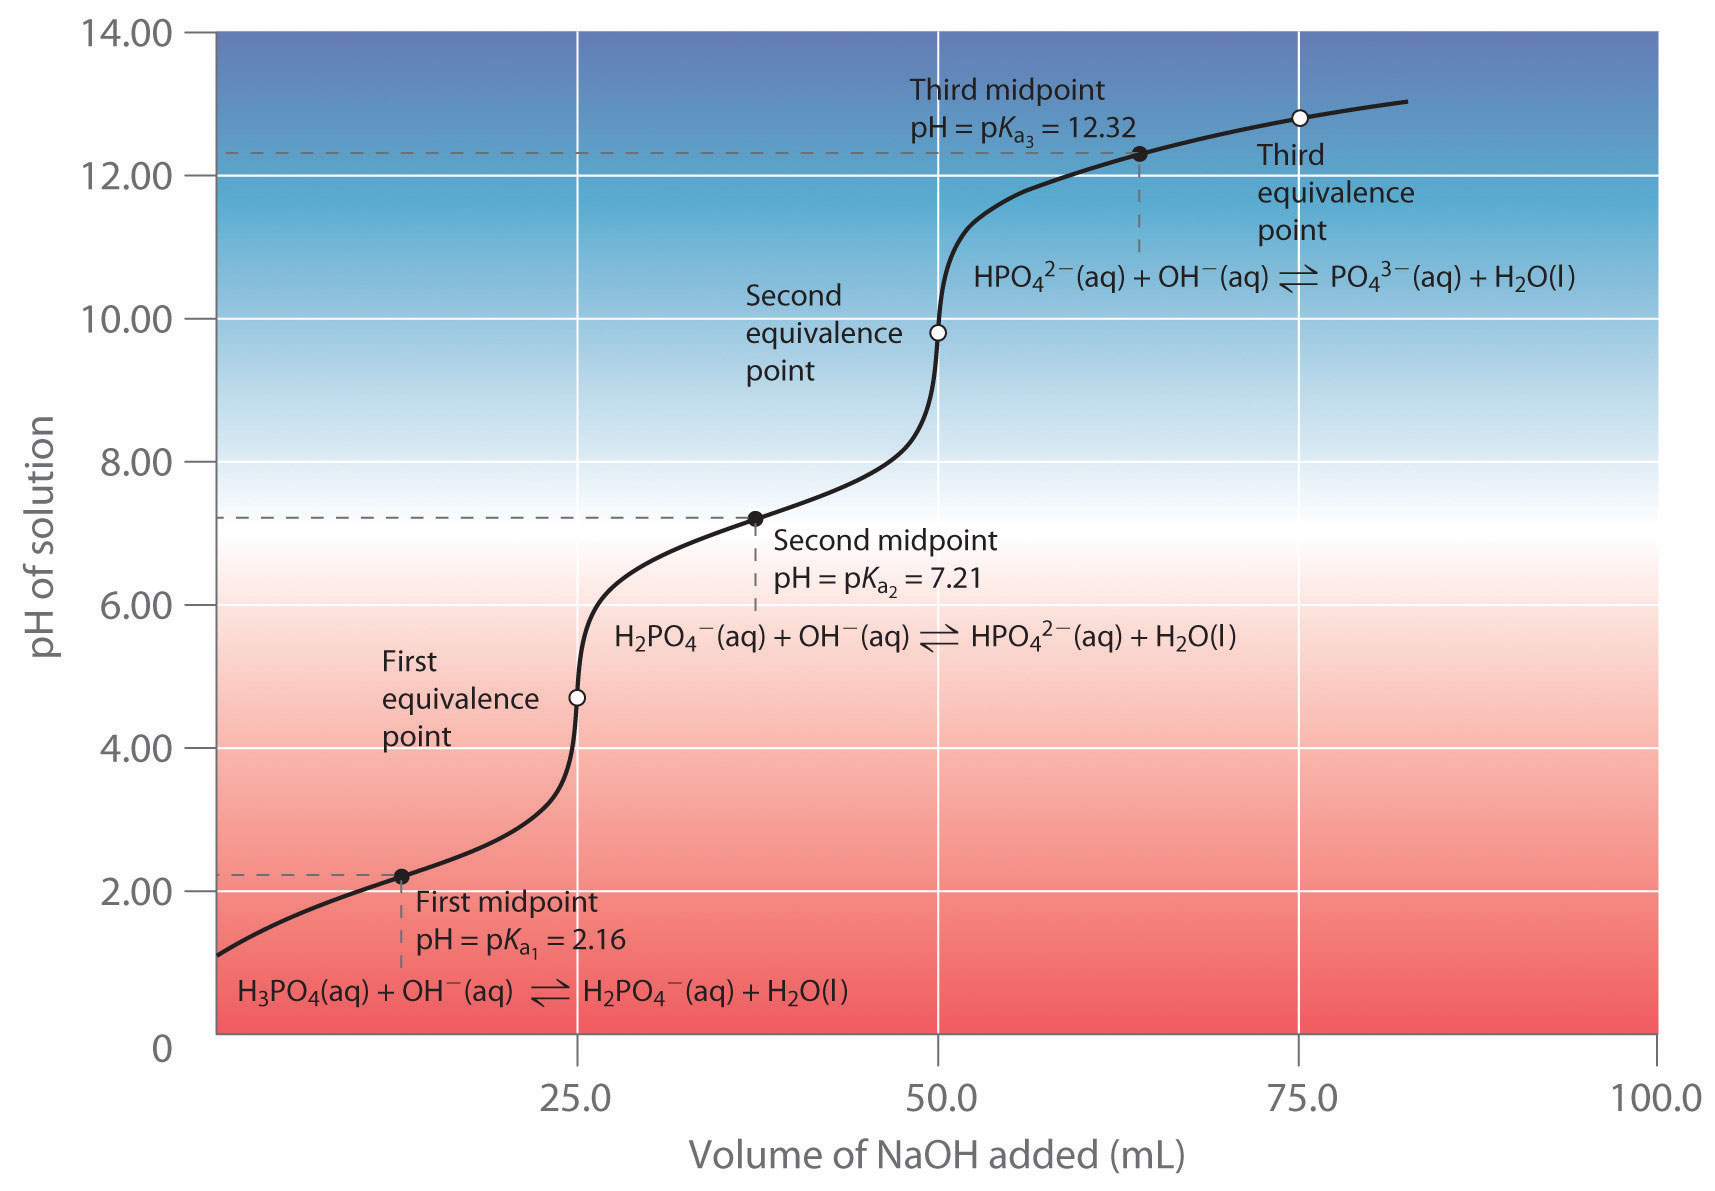 14.00
12.00
10.00
8.00
6.00
4.00
2.00
0
pH of solution
Third midpoint
pH = pKa3 = 12.32
Third
equivalence
point
HPO4²⁻(aq) + OH⁻(aq) ⇌ PO4³⁻(aq) + H2O(l)
Second
equivalence
point
Second midpoint
pH = pKa2 = 7.21
H2PO4⁻(aq) + OH⁻(aq) ⇌ HPO4²⁻(aq) + H2O(l)
First
equivalence
point
First midpoint
pH = pKa1 = 2.16
H3PO4(aq) + OH⁻(aq) ⇌ H2PO4⁻(aq) + H2O(l)
25.0
50.0
75.0
100.0
Volume of NaOH added (mL)